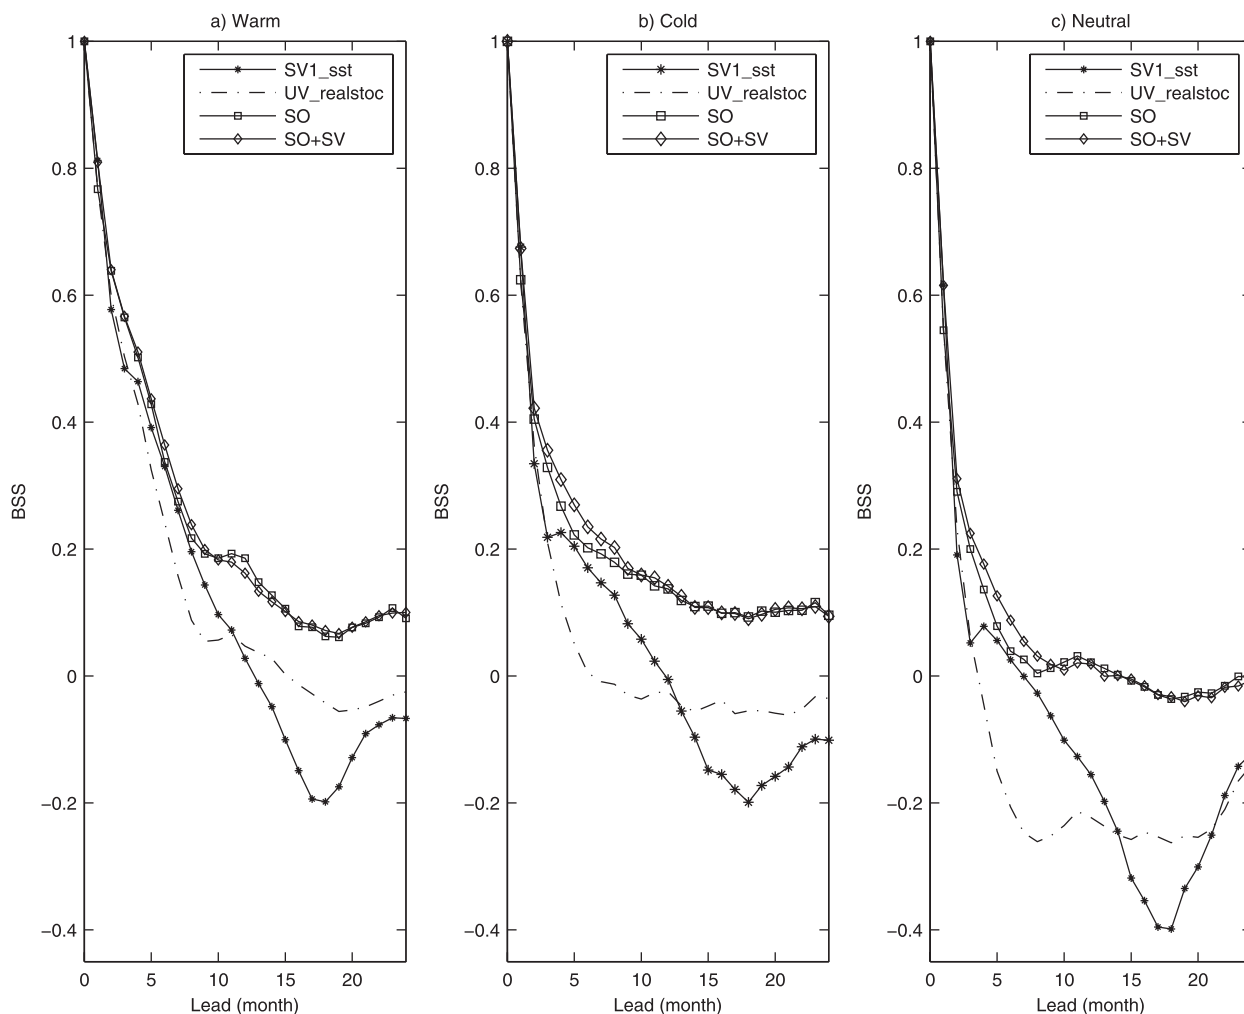 a) Warm
1
0.8
0.6
0.4
0.2
0
−0.2
−0.4
BSS
0 5 10 15 20
Lead (month)
SV1_sst
UV_realstoc
SO
SO+SV
b) Cold
1
0.8
0.6
0.4
0.2
0
−0.2
−0.4
BSS
0 5 10 15 20
Lead (month)
SV1_sst
UV_realstoc
SO
SO+SV
c) Neutral
1
0.8
0.6
0.4
0.2
0
−0.2
−0.4
BSS
0 5 10 15 20
Lead (month)
SV1_sst
UV_realstoc
SO
SO+SV